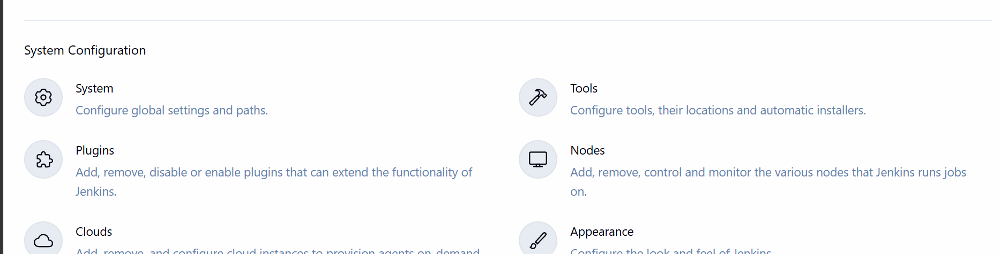 System Configuration
System
Configure global settings and paths.
Tools
Configure tools, their locations and automatic installers.
Plugins
Add, remove, disable or enable plugins that can extend the functionality of
Jenkins.
Nodes
Add, remove, control and monitor the various nodes that Jenkins runs jobs
on.
Clouds
Add, remove, and configure cloud instances to provision agents on-demand.
Appearance
Configure the look and feel of Jenkins